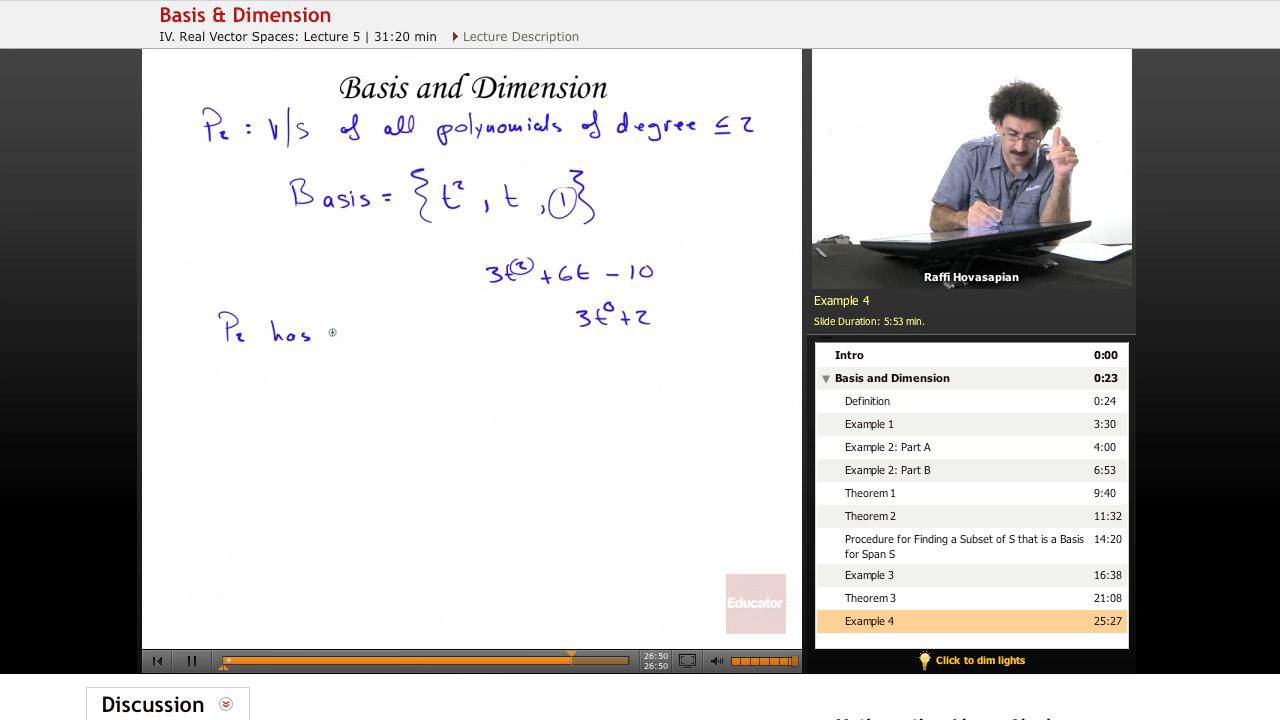 Basis & Dimension
IV. Real Vector Spaces: Lecture 5 | 31:20 min Lecture Description
Basis and Dimension
P₂ : V/S of all polynomials of degree ≤ 2
Basis = { t² , t , 1 }
3t² + 6t - 10
3t⁰ + 2
P₂ has
Educator
26:50
26:50
Raffi Hovasapian
Example 4
Slide Duration: 5:53 min.
Intro 0:00
Basis and Dimension 0:23
Definition 0:24
Example 1 3:30
Example 2: Part A 4:00
Example 2: Part B 6:53
Theorem 1 9:40
Theorem 2 11:32
Procedure for Finding a Subset of S that is a Basis 14:20
for Span S
Example 3 16:38
Theorem 3 21:08
Example 4 25:27
Click to dim lights
Discussion